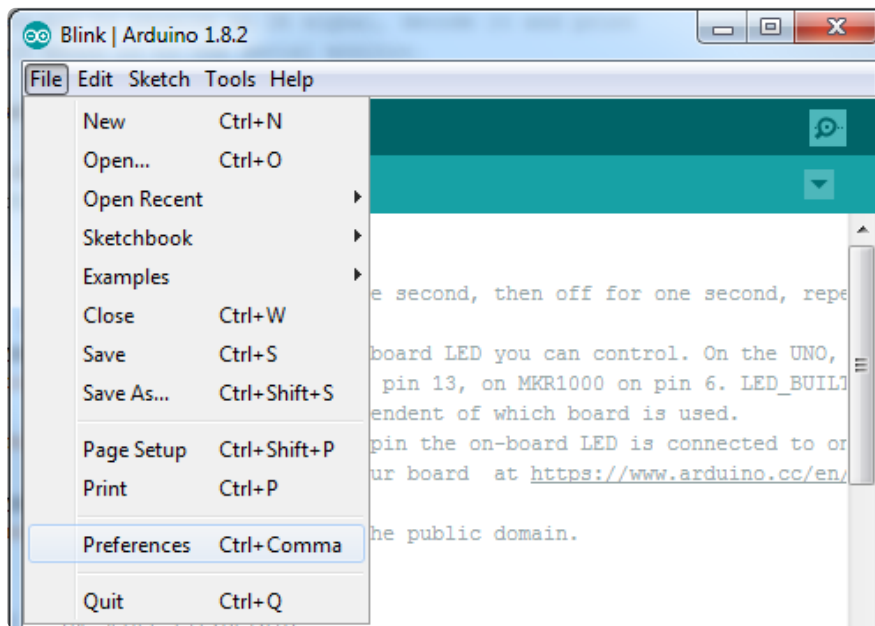 Blink | Arduino 1.8.2
File Edit Sketch Tools Help
New Ctrl+N
Open... Ctrl+O
Open Recent
Sketchbook
Examples
Close Ctrl+W
Save Ctrl+S
Save As... Ctrl+Shift+S
Page Setup Ctrl+Shift+P
Print Ctrl+P
Preferences Ctrl+Comma
Quit Ctrl+Q
e second, then off for one second, repe
board LED you can control. On the UNO,
pin 13, on MKR1000 on pin 6. LED_BUILT
endent of which board is used.
pin the on-board LED is connected to on
ur board at https://www.arduino.cc/en/
he public domain.